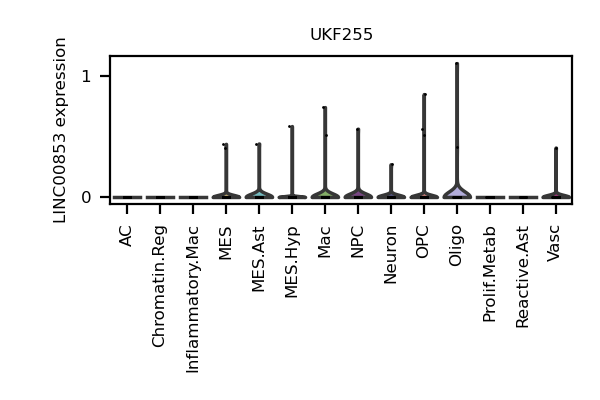 UKF255
LINC00853 expression
1
0
AC
Chromatin.Reg
Inflammatory.Mac
MES
MES.Ast
MES.Hyp
Mac
NPC
Neuron
OPC
Oligo
Prolif.Metab
Reactive.Ast
Vasc